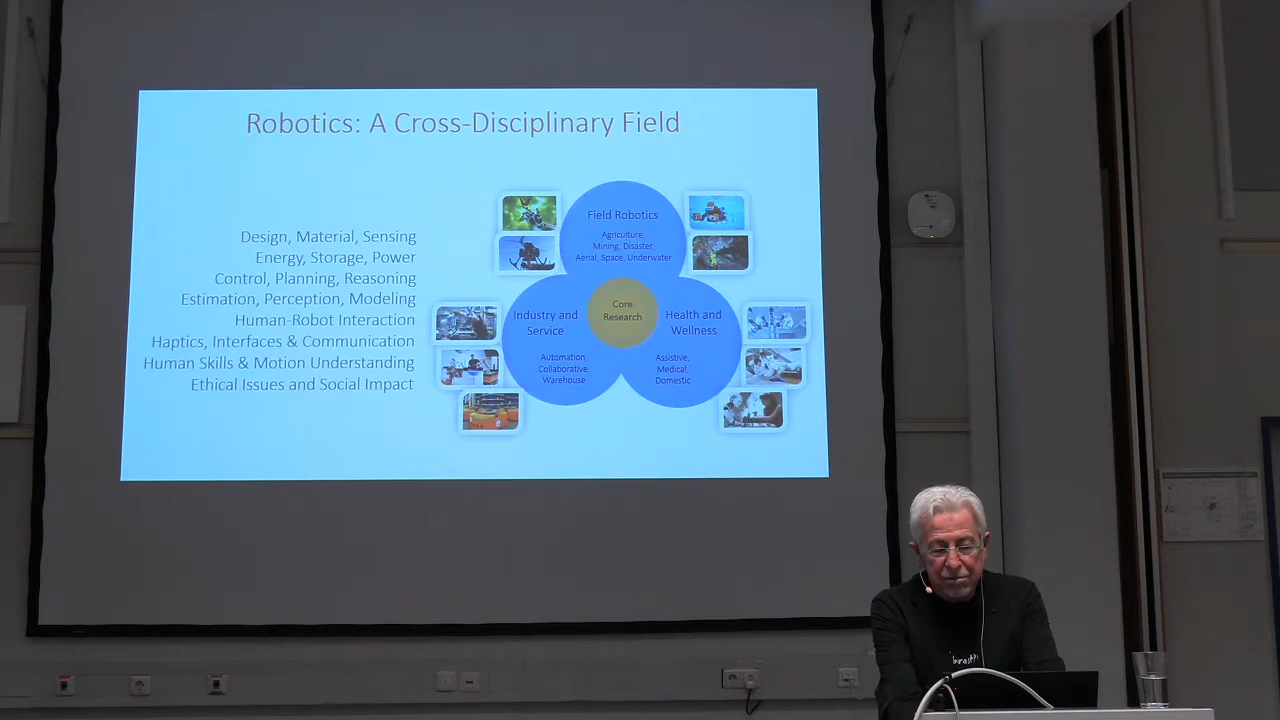 Robotics: A Cross-Disciplinary Field
Design, Material, Sensing
Energy, Storage, Power
Control, Planning, Reasoning
Estimation, Perception, Modeling
Human-Robot Interaction
Haptics, Interfaces & Communication
Human Skills & Motion Understanding
Ethical Issues and Social Impact
Field Robotics
Agriculture,
Mining, Disaster,
Aerial, Space, Underwater
Core
Research
Industry and
Service
Automation,
Collaborative,
Warehouse
Health and
Wellness
Assistive,
Medical,
Domestic